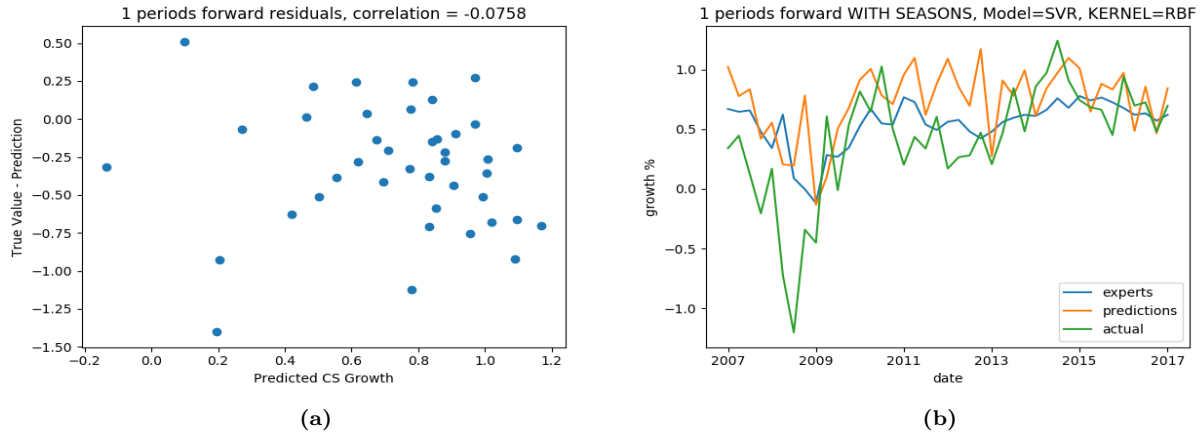 1 periods forward residuals, correlation = -0.0758
True Value - Prediction
0.50
0.25
0.00
−0.25
−0.50
−0.75
−1.00
−1.25
−1.50
−0.2 0.0 0.2 0.4 0.6 0.8 1.0 1.2
Predicted CS Growth
(a)
1 periods forward WITH SEASONS, Model=SVR, KERNEL=RBF
growth %
1.0
0.5
0.0
−0.5
−1.0
experts
predictions
actual
2007 2009 2011 2013 2015 2017
date
(b)